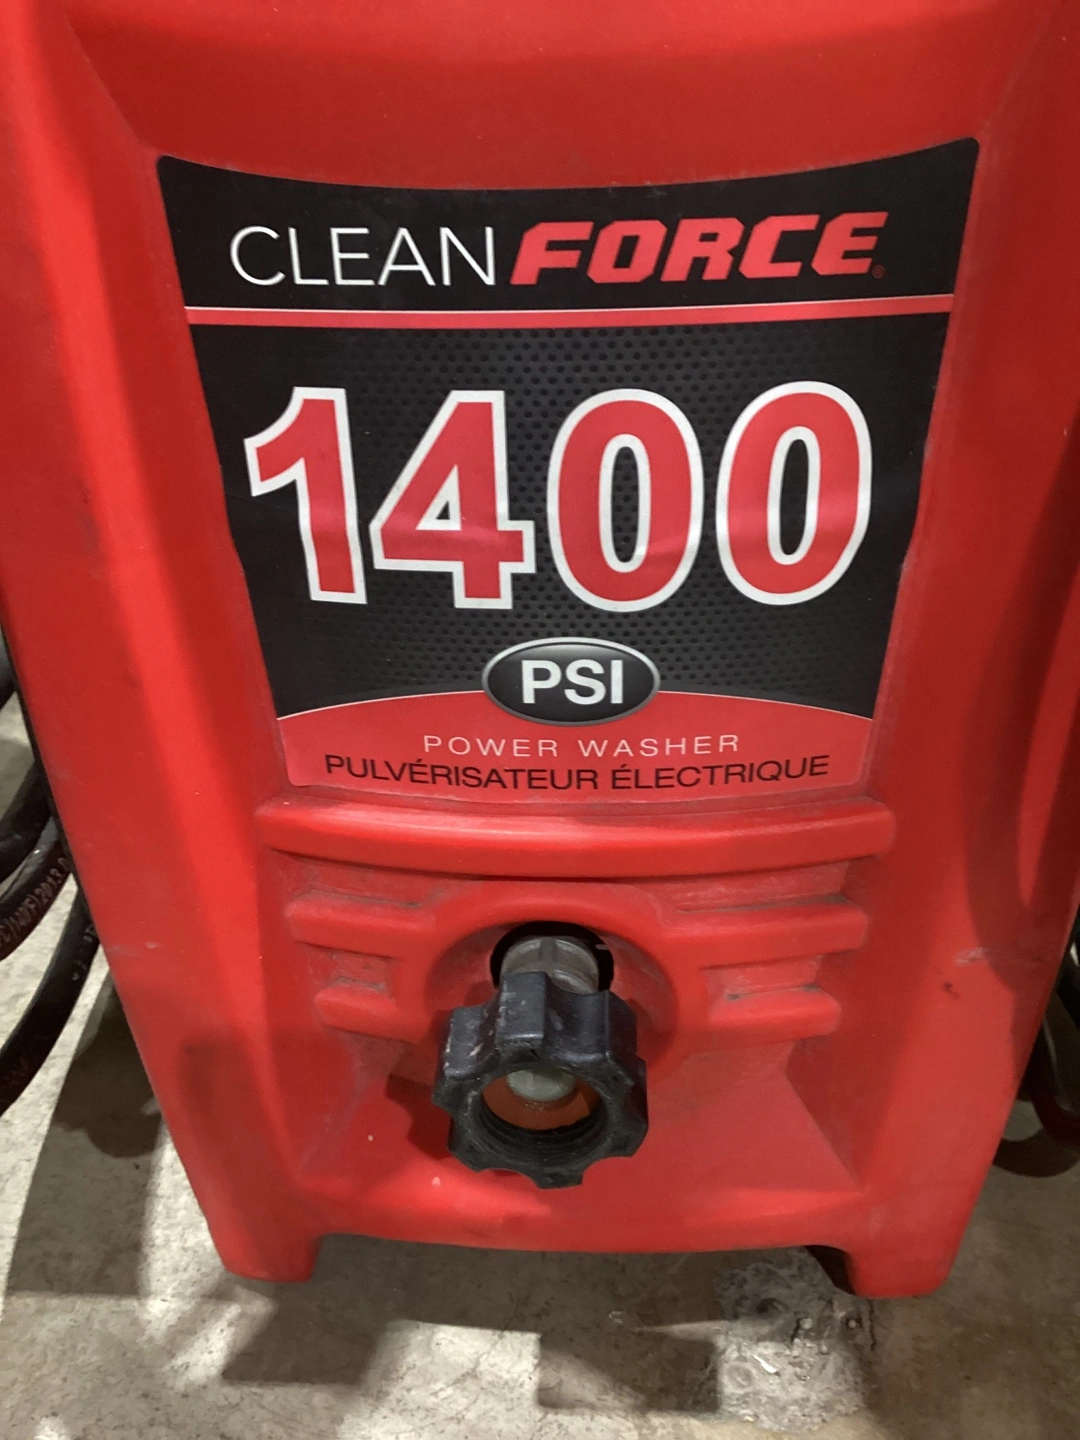 CLEAN FORCE®
1400
PSI
POWER WASHER
PULVÉRISATEUR ÉLECTRIQUE